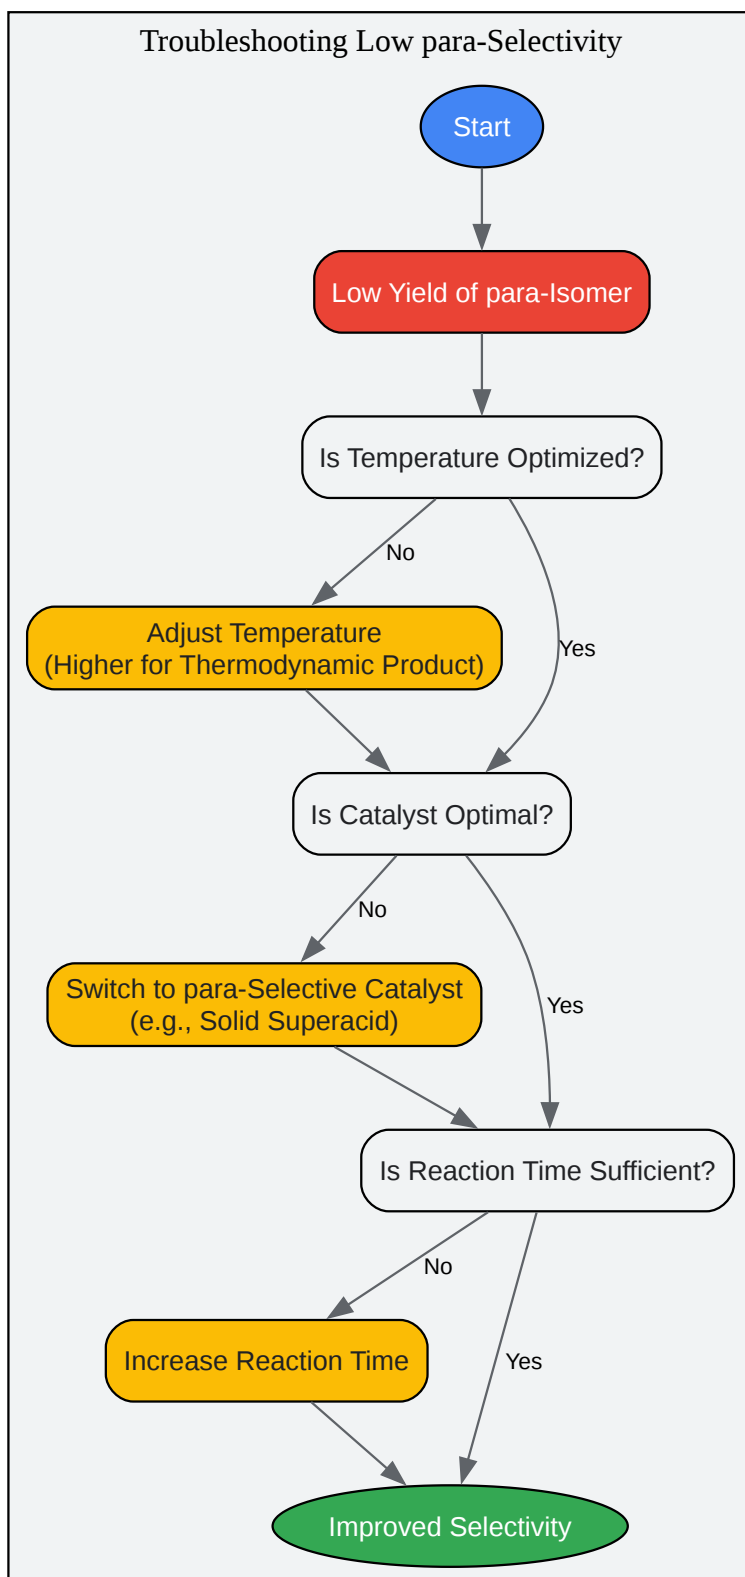 Troubleshooting Low para-Selectivity
Start
Low Yield of para-Isomer
Is Temperature Optimized?
No
Adjust Temperature
(Higher for Thermodynamic Product)
Yes
Is Catalyst Optimal?
No
Switch to para-Selective Catalyst
(e.g., Solid Superacid)
Yes
Is Reaction Time Sufficient?
No
Increase Reaction Time
Yes
Improved Selectivity